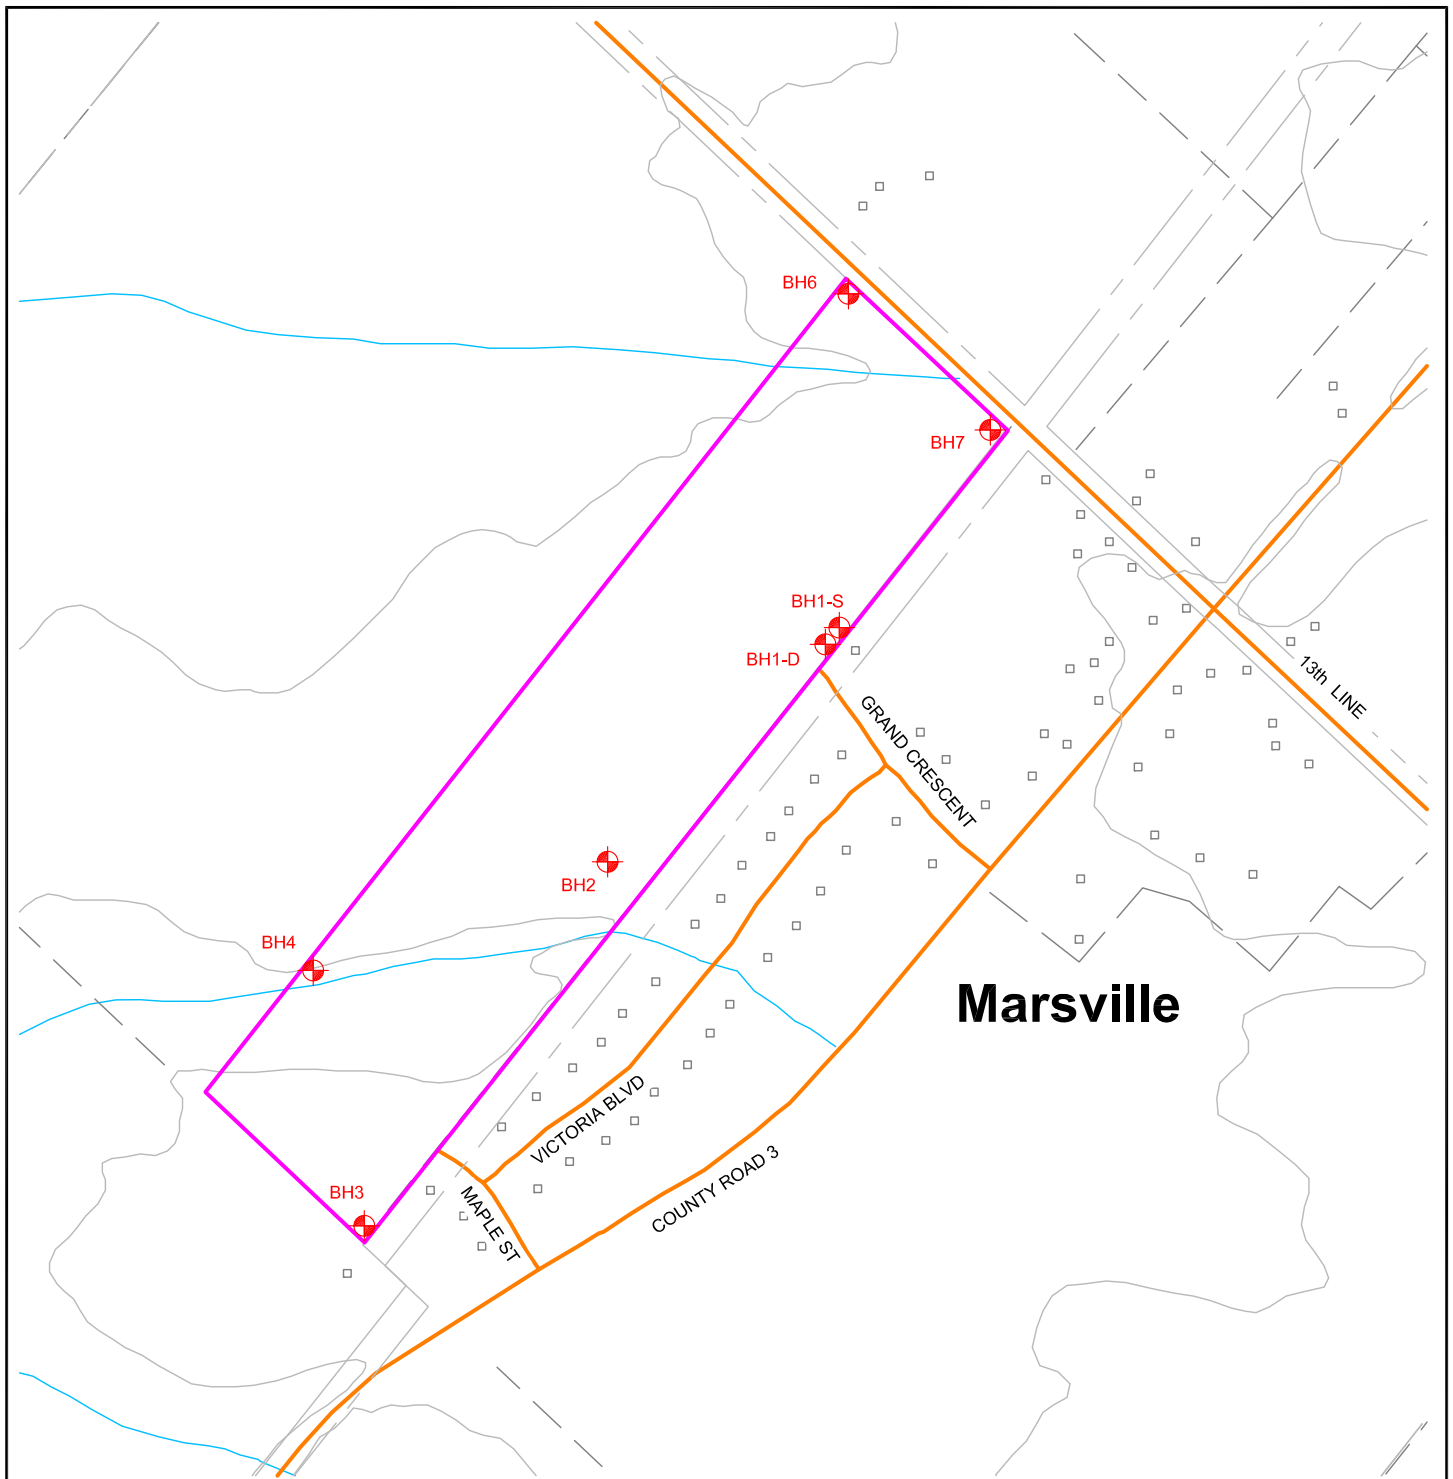 BH6
BH7
BH1-S
BH1-D
13th LINE
GRAND CRESCENT
BH2
BH4
Marsville
VICTORIA BLVD
COUNTY ROAD 3
BH3
MAPLE ST